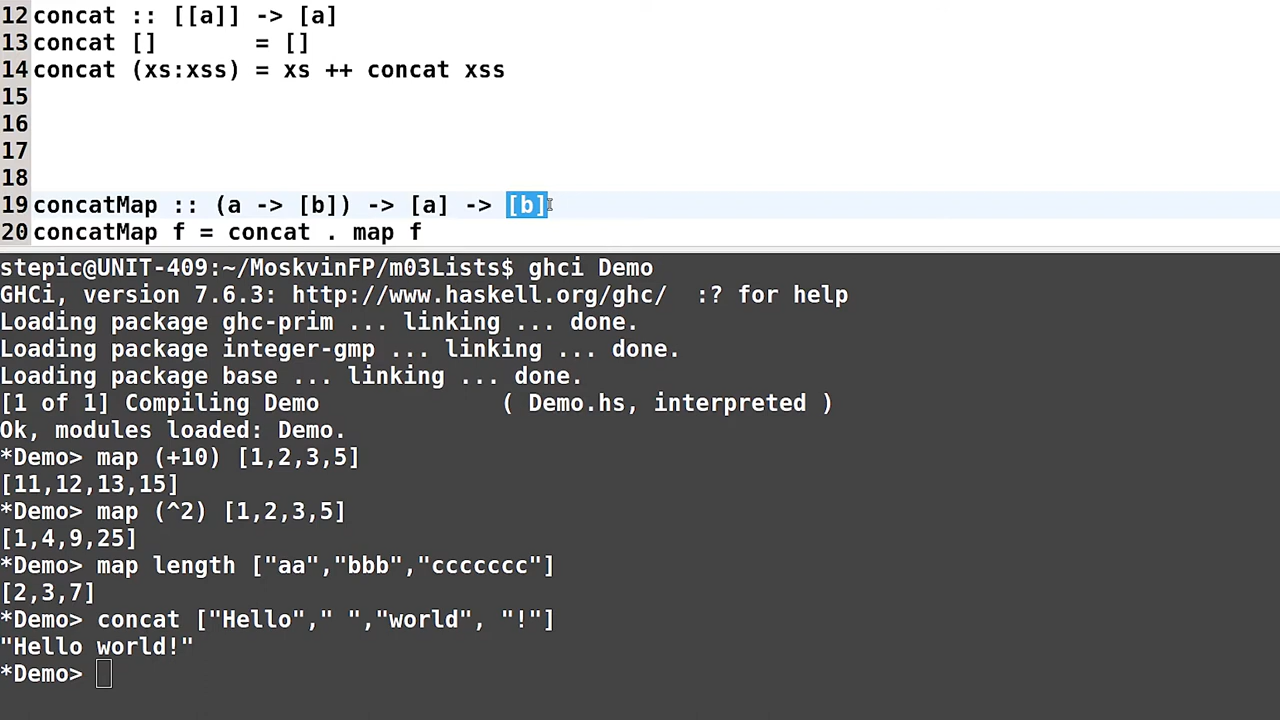 12 concat :: [[a]] -> [a]
13 concat []       = []
14 concat (xs:xss) = xs ++ concat xss
15
16
17
18
19 concatMap :: (a -> [b]) -> [a] -> [b]
20 concatMap f = concat . map f
stepic@UNIT-409:~/MoskvinFP/m03Lists$ ghci Demo
GHCi, version 7.6.3: http://www.haskell.org/ghc/  :? for help
Loading package ghc-prim ... linking ... done.
Loading package integer-gmp ... linking ... done.
Loading package base ... linking ... done.
[1 of 1] Compiling Demo             ( Demo.hs, interpreted )
Ok, modules loaded: Demo.
*Demo> map (+10) [1,2,3,5]
[11,12,13,15]
*Demo> map (^2) [1,2,3,5]
[1,4,9,25]
*Demo> map length ["aa","bbb","ccccccc"]
[2,3,7]
*Demo> concat ["Hello"," ","world", "!"]
"Hello world!"
*Demo>